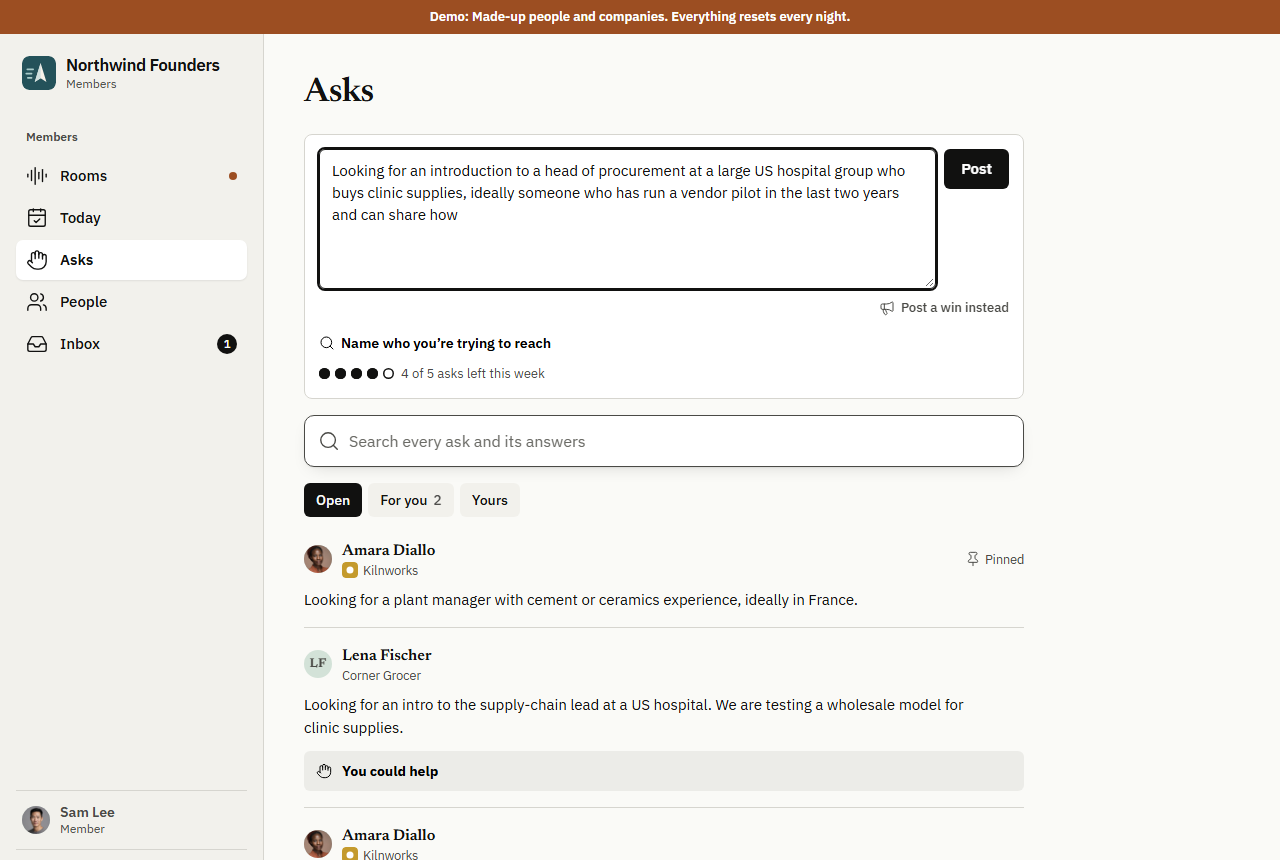 Demo: Made-up people and companies. Everything resets every night.
Northwind Founders
Members
Members
Rooms
Today
Asks
People
Inbox
1
Sam Lee
Member
Asks
Looking for an introduction to a head of procurement at a large US hospital group who
buys clinic supplies, ideally someone who has run a vendor pilot in the last two years
and can share how
Post
Post a win instead
Name who you’re trying to reach
4 of 5 asks left this week
Search every ask and its answers
Open
For you 2
Yours
Amara Diallo
Kilnworks
Pinned
Looking for a plant manager with cement or ceramics experience, ideally in France.
LF
Lena Fischer
Corner Grocer
Looking for an intro to the supply-chain lead at a US hospital. We are testing a wholesale model for
clinic supplies.
You could help
Amara Diallo
Kilnworks